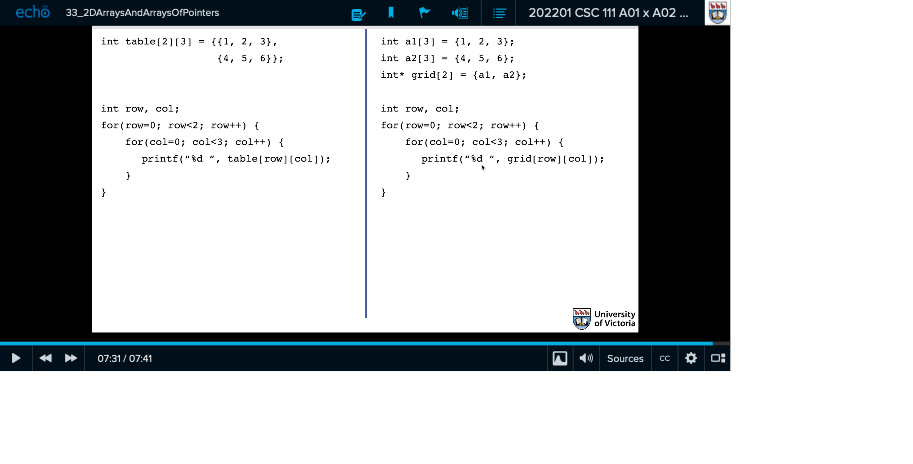 echo
33_2DArraysAndArraysOfPointers
202201 CSC 111 A01 x A02 ...
int table[2][3] = {{1, 2, 3},
{4, 5, 6}};
int row, col;
for(row=0; row<2; row++) {
for(col=0; col<3; col++) {
printf("%d ", table[row][col]);
}
}
int a1[3] = {1, 2, 3};
int a2[3] = {4, 5, 6};
int* grid[2] = {a1, a2};
int row, col;
for(row=0; row<2; row++) {
for(col=0; col<3; col++) {
printf("%d ", grid[row][col]);
}
}
University
of Victoria
07:31 / 07:41
Sources
CC